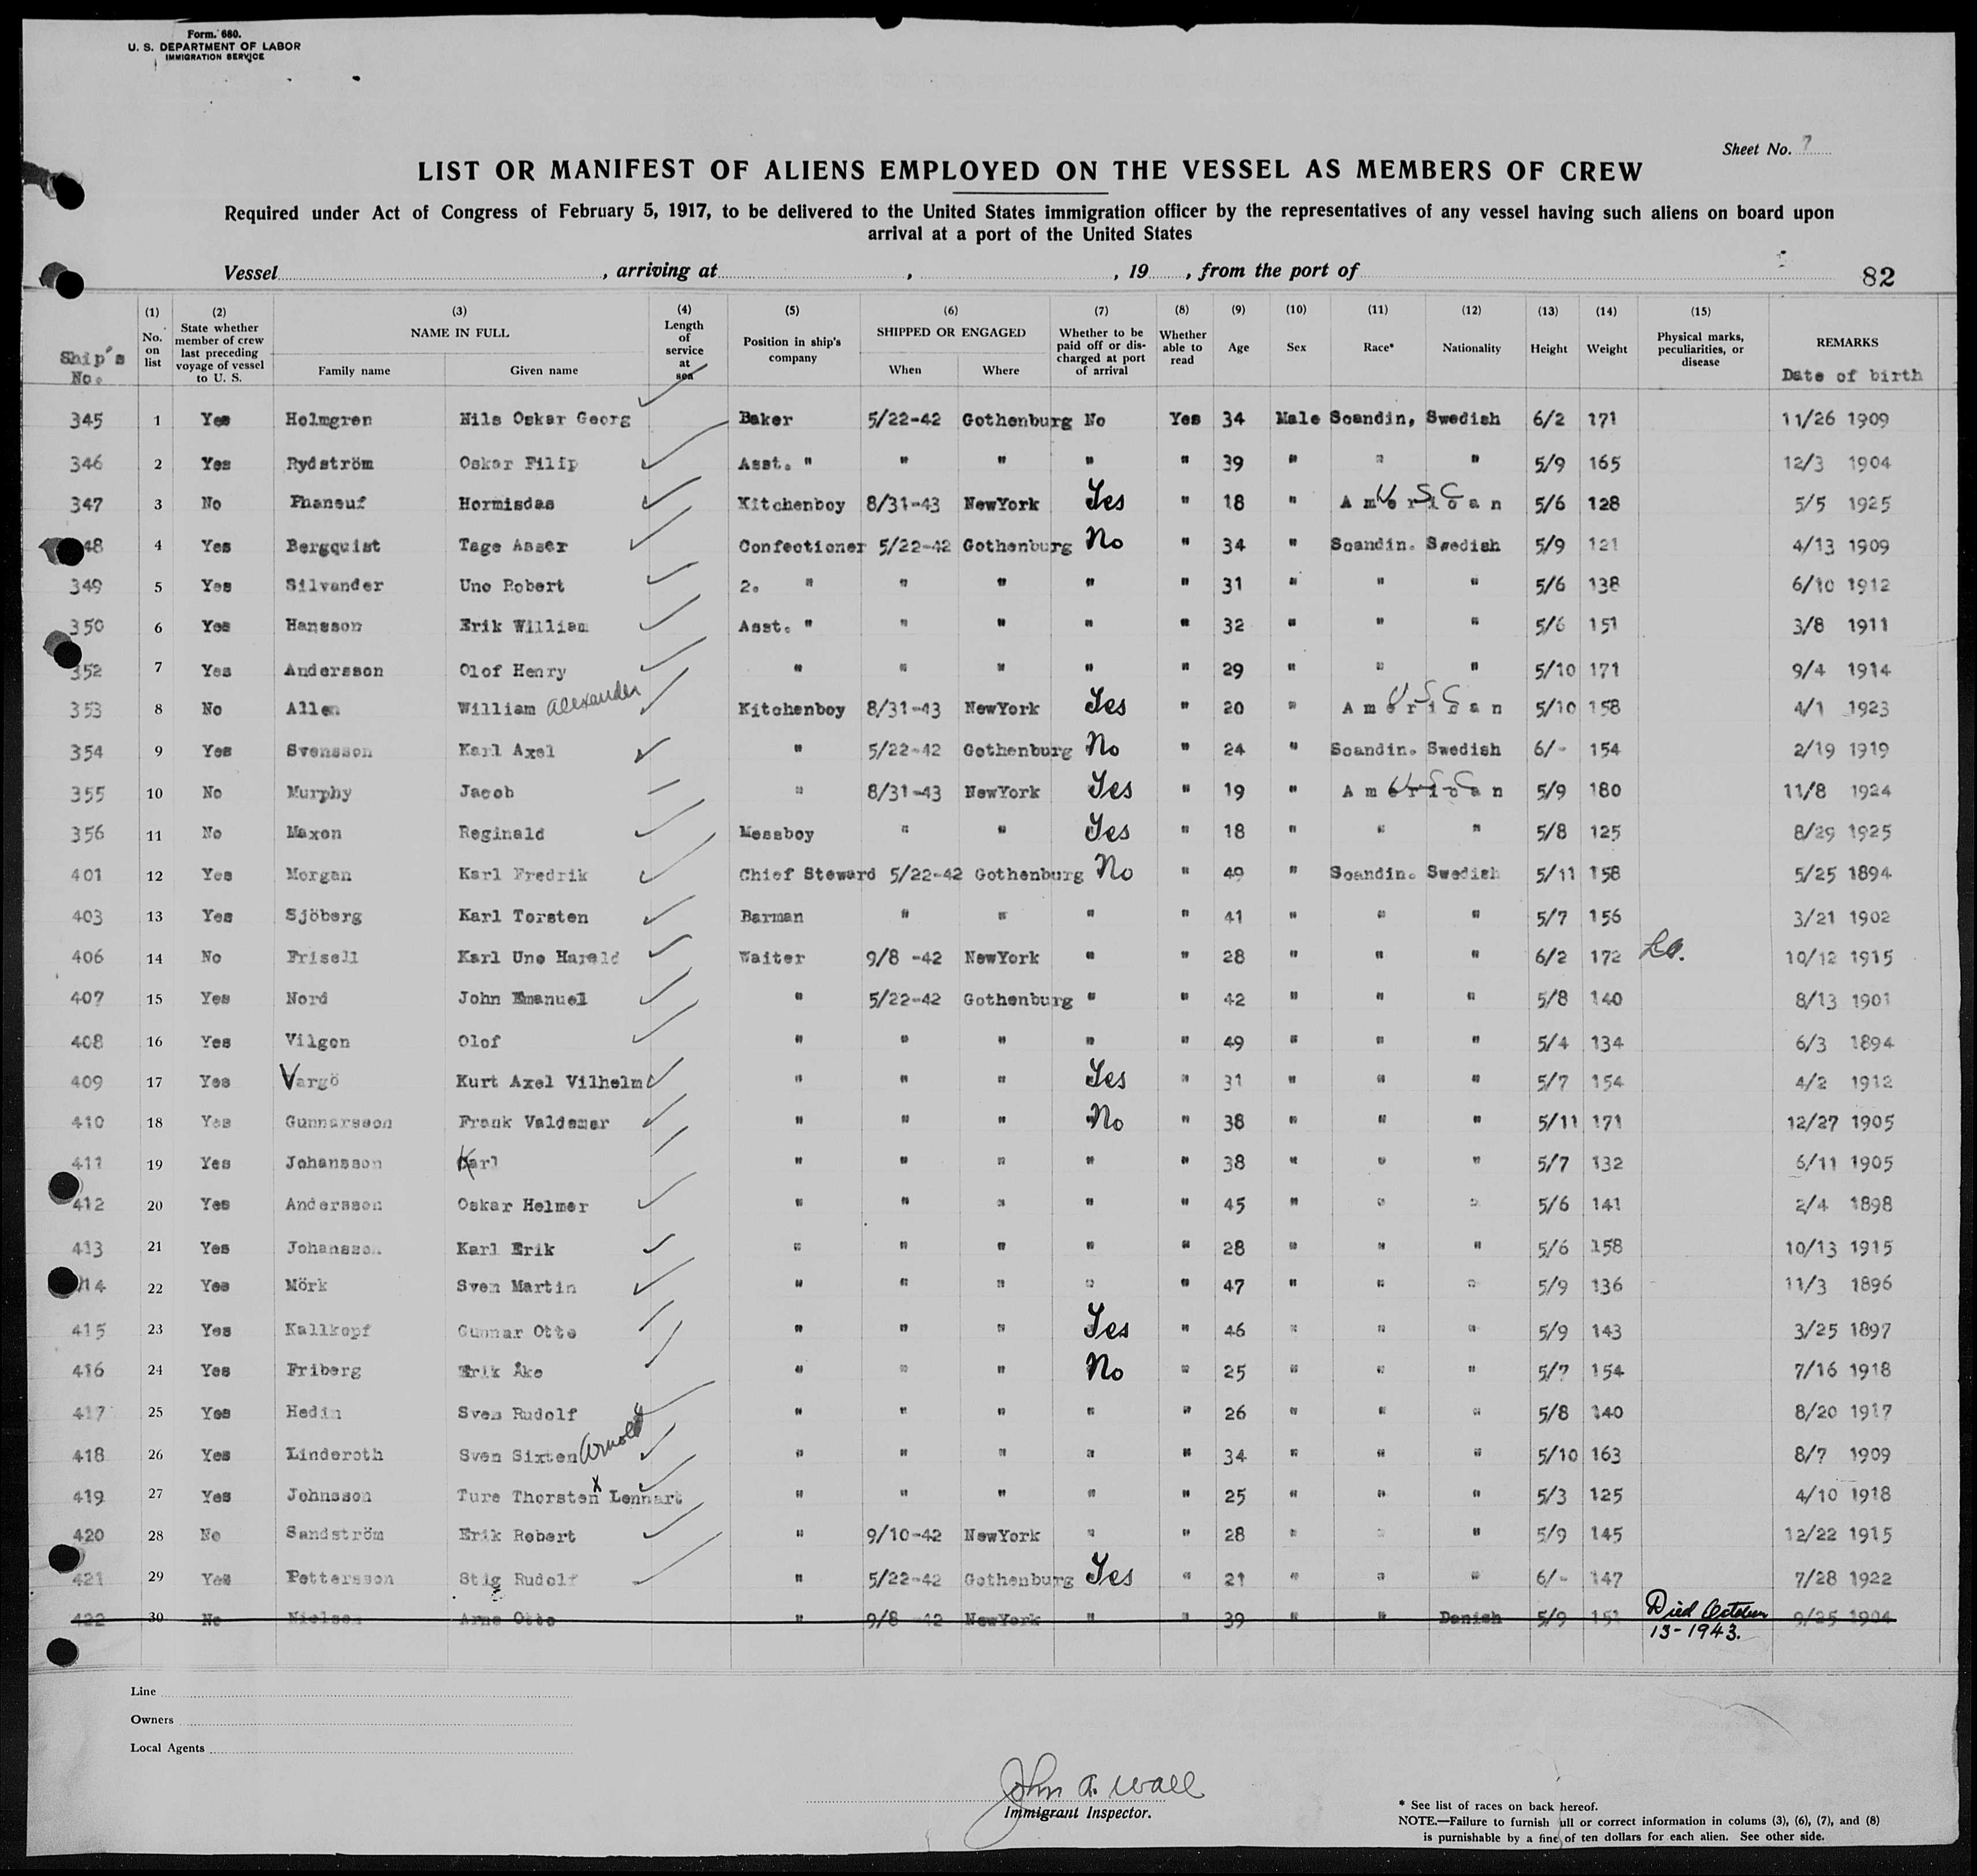 Form. 680.
U. S. DEPARTMENT OF LABOR
IMMIGRATION SERVICE
Sheet No. 7
LIST OR MANIFEST OF ALIENS EMPLOYED ON THE VESSEL AS MEMBERS OF CREW
Required under Act of Congress of February 5, 1917, to be delivered to the United States immigration officer by the representatives of any vessel having such aliens on board upon
arrival at a port of the United States
Vessel , arriving at , , 19 , from the port of
82
Ship's No. (1) No. on list (2) State whether member of crew last preceding voyage of vessel to U. S. (3) NAME IN FULL Family name Given name (4) Length of service at sea (5) Position in ship's company (6) SHIPPED OR ENGAGED When Where (7) Whether to be paid off or discharged at port of arrival (8) Whether able to read (9) Age (10) Sex (11) Race* (12) Nationality (13) Height (14) Weight (15) Physical marks, peculiarities, or disease REMARKS Date of birth
345 1 Yes Holmgren Nils Oskar Georg Baker 5/22-42 Gothenburg No Yes 34 Male Scandin, Swedish 6/2 171 11/26 1909
346 2 Yes Rydström Oskar Filip Asst. " " " " " 39 " " " 5/9 165 12/3 1904
347 3 No Phaneuf Hormisdas Kitchenboy 8/31-43 NewYork Yes " 18 " American USC 5/6 128 5/5 1925
48 4 Yes Bergquist Tage Asser Confectioner 5/22-42 Gothenburg No " 34 " Scandin. Swedish 5/9 121 4/13 1909
349 5 Yes Silvander Uno Robert 2. " " " " " 31 " " " 5/6 138 6/10 1912
350 6 Yes Hansson Erik William Asst. " " " " " 32 " " " 5/6 151 3/8 1911
352 7 Yes Andersson Olof Henry " " " " " 29 " " " 5/10 171 9/4 1914
353 8 No Allen William Alexander Kitchenboy 8/31-43 NewYork Yes " 20 " American USC 5/10 158 4/1 1923
354 9 Yes Svensson Karl Axel " 5/22-42 Gothenburg No " 24 " Scandin. Swedish 6/- 154 2/19 1919
355 10 No Murphy Jacob " 8/31-43 NewYork Yes " 19 " American USC 5/9 180 11/8 1924
356 11 No Maxon Reginald Messboy " " Yes " 18 " " " 5/8 125 8/29 1925
401 12 Yes Morgan Karl Fredrik Chief Steward 5/22-42 Gothenburg No " 49 " Scandin. Swedish 5/11 158 5/25 1894
403 13 Yes Sjöberg Karl Torsten Barman " " " " 41 " " " 5/7 156 3/21 1902
406 14 No Frisell Karl Uno Harald Waiter 9/8 -42 NewYork " " 28 " " " 6/2 172 10/12 1915
407 15 Yes Nord John Emanuel " 5/22-42 Gothenburg " " 42 " " " 5/8 140 8/13 1901
408 16 Yes Vilgon Olof " " " " " 49 " " " 5/4 134 6/3 1894
409 17 Yes Vargö Kurt Axel Vilhelm " " " Yes " 31 " " " 5/7 154 4/2 1912
410 18 Yes Gunnarsson Frank Valdemar " " " No " 38 " " " 5/11 171 12/27 1905
411 19 Yes Johansson Karl " " " " " 38 " " " 5/7 132 6/11 1905
412 20 Yes Andersson Oskar Helmer " " " " " 45 " " " 5/6 141 2/4 1898
413 21 Yes Johansson Karl Erik " " " " " 28 " " " 5/6 158 10/13 1915
14 22 Yes Mörk Sven Martin " " " " " 47 " " " 5/9 136 11/3 1896
415 23 Yes Kallkopf Gunnar Otto " " " Yes " 46 " " " 5/9 143 3/25 1897
416 24 Yes Friberg Erik Åke " " " No " 25 " " " 5/7 154 7/16 1918
417 25 Yes Hedin Sven Rudolf " " " " " 26 " " " 5/8 140 8/20 1917
418 26 Yes Linderoth Sven Sixten Arnold " " " " " 34 " " " 5/10 163 8/7 1909
419 27 Yes Johnsson Ture Thorsten x Lennart " " " " " 25 " " " 5/3 125 4/10 1918
420 28 No Sandström Erik Robert " 9/10-42 NewYork " " 28 " " " 5/9 145 12/22 1915
421 29 Yes Pettersson Stig Rudolf " 5/22-42 Gothenburg Yes " 21 " " " 6/- 147 7/28 1922
422 30 No Nielsen Arne Otto " 9/8 -42 NewYork " " 39 " " Danish 5/9 151 Died October 13-1943. 9/25 1904
Line
Owners
Local Agents
John A. Wall
Immigrant Inspector.
* See list of races on back hereof.
NOTE.—Failure to furnish ull or correct information in colums (3), (6), (7), and (8)
is punishable by a fine of ten dollars for each alien. See other side.